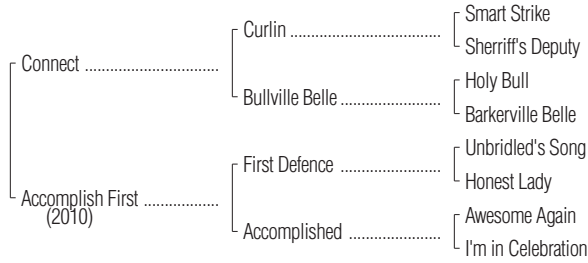 Smart Strike
Curlin ..........................
Sherriff's Deputy
Connect ................................
Holy Bull
Bullville Belle ........................
Barkerville Belle
Unbridled's Song
First Defence .........................
Honest Lady
Accomplish First ..................
(2010)
Awesome Again
Accomplished ......................
I'm in Celebration